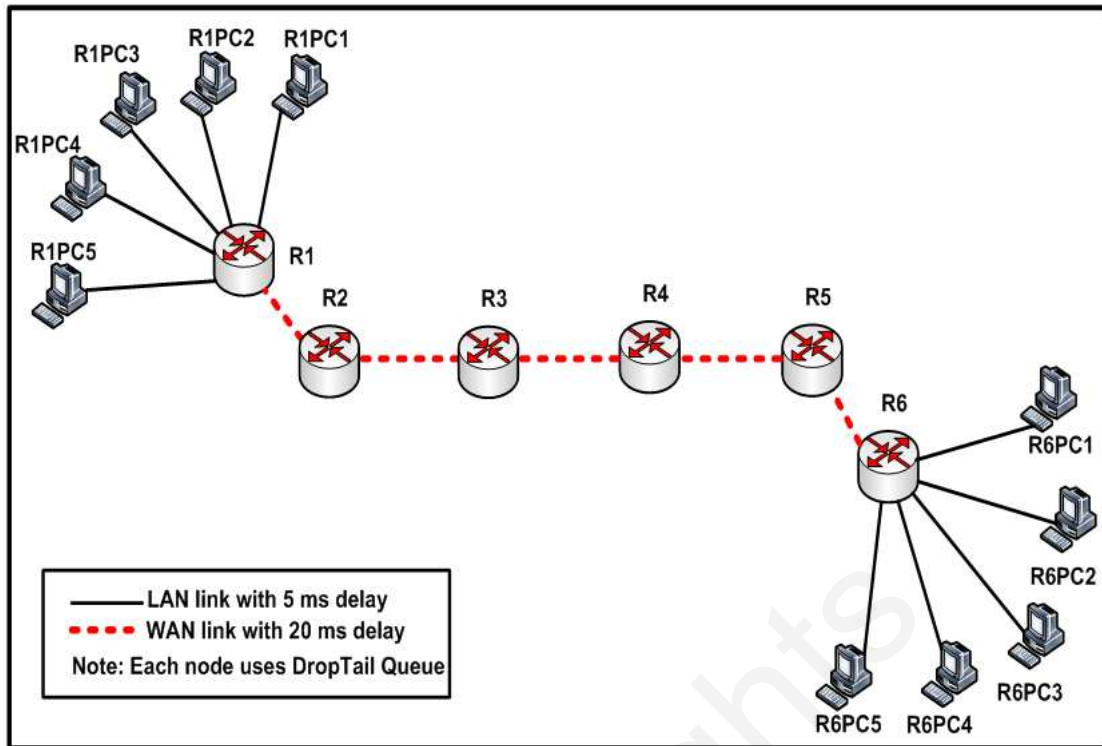 R1PC1
R1PC2
R1PC3
R1PC4
R1PC5
R1
R2
R3
R4
R5
R6
R6PC1
R6PC2
R6PC3
R6PC4
R6PC5
LAN link with 5 ms delay
WAN link with 20 ms delay
Note: Each node uses DropTail Queue